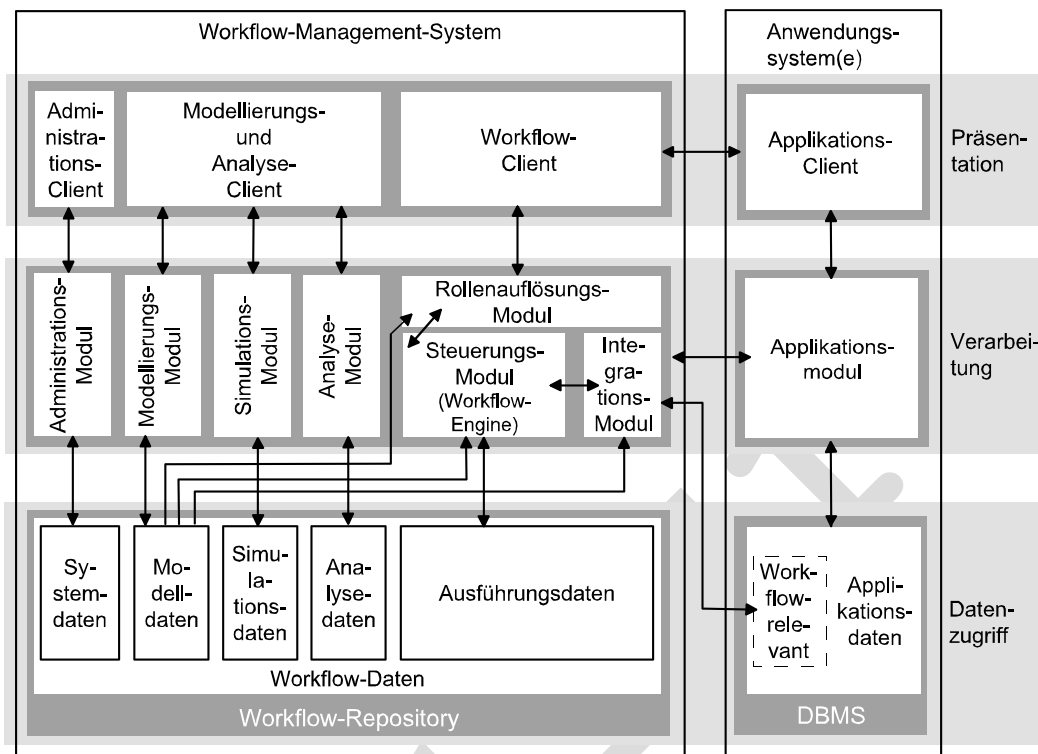 Workflow-Management-System
Anwendungs-
system(e)
Admi-
nistra-
tions-
Client
Modellierungs-
und
Analyse-
Client
Workflow-
Client
Applikations-
Client
Präsen-
tation
Administrations-
Modul
Modellierungs-
Modul
Simulations-
Modul
Analyse-
Modul
Rollenauflösungs-
Modul
Steuerungs-
Modul
(Workflow-
Engine)
Inte-
gra-
tions-
Modul
Applikations-
modul
Verarbei-
tung
Sy-
stem-
daten
Mo-
dell-
daten
Simu-
la-
tions-
daten
Ana-
lyse-
daten
Ausführungsdaten
Workflow-Daten
Workflow-Repository
Work-
flow-
rele-
vant
Appli-
kations-
daten
DBMS
Daten-
zugriff